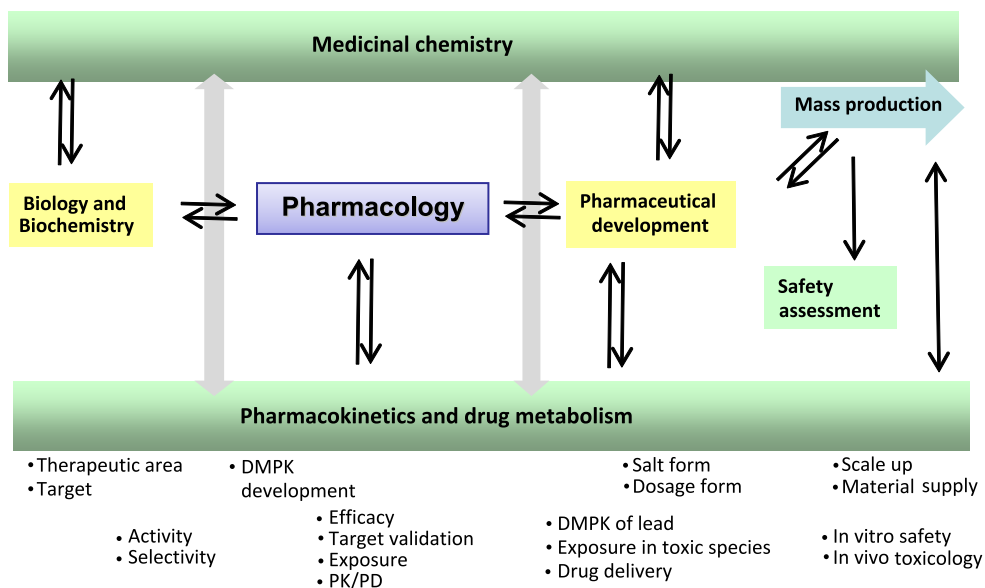 Medicinal chemistry
Mass production
Biology and
Biochemistry
Pharmacology
Pharmaceutical
development
Safety
assessment
Pharmacokinetics and drug metabolism
• Therapeutic area
• Target
• Activity
• Selectivity
• DMPK
development
• Efficacy
• Target validation
• Exposure
• PK/PD
• Salt form
• Dosage form
• DMPK of lead
• Exposure in toxic species
• Drug delivery
• Scale up
• Material supply
• In vitro safety
• In vivo toxicology